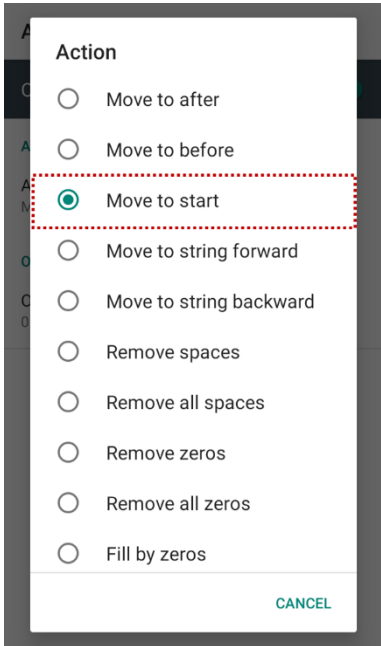 Action
Move to after
Move to before
Move to start
Move to string forward
Move to string backward
Remove spaces
Remove all spaces
Remove zeros
Remove all zeros
Fill by zeros
CANCEL